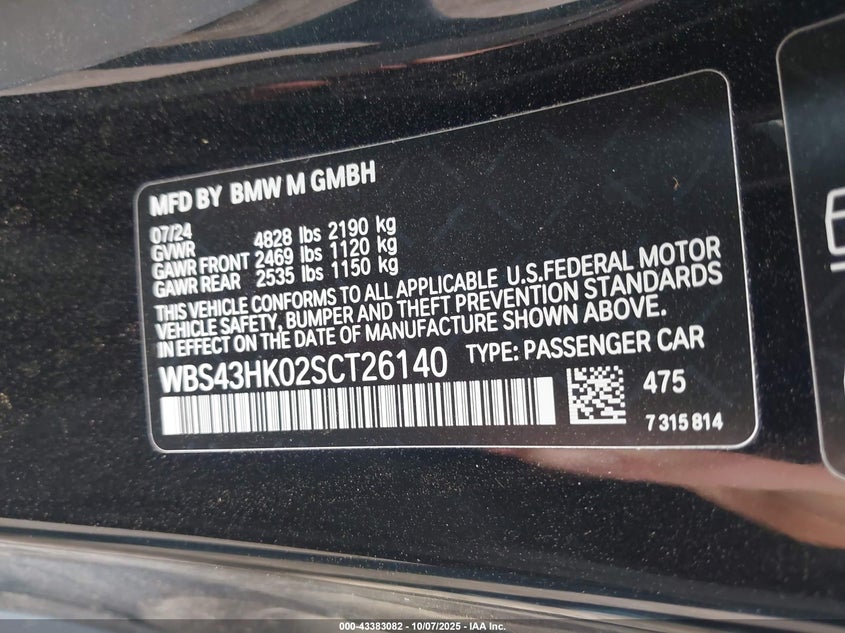 MFD BY BMW M GMBH
07/24
GVWR 4828 lbs 2190 kg
GAWR FRONT 2469 lbs 1120 kg
GAWR REAR 2535 lbs 1150 kg
THIS VEHICLE CONFORMS TO ALL APPLICABLE U.S.FEDERAL MOTOR
VEHICLE SAFETY, BUMPER AND THEFT PREVENTION STANDARDS
IN EFFECT ON THE DATE OF MANUFACTURE SHOWN ABOVE.
WBS43HK02SCT26140 TYPE: PASSENGER CAR
475
7 315 814
000-43383082 - 10/07/2025 - IAA Inc.